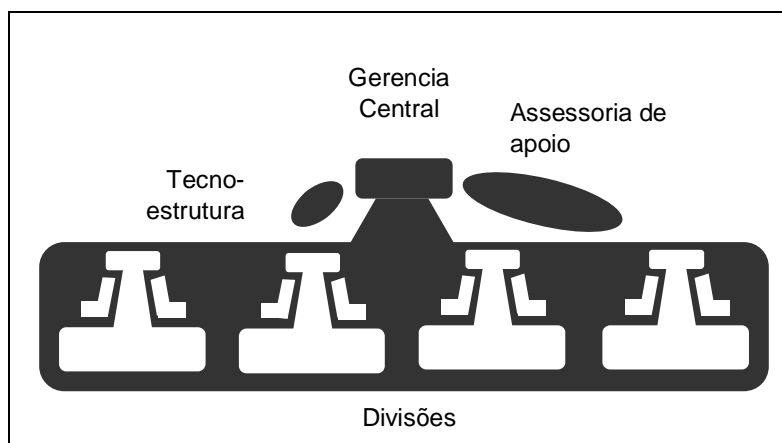 Gerencia
Central
Assessoria de
apoio
Tecno-
estrutura
Divisões